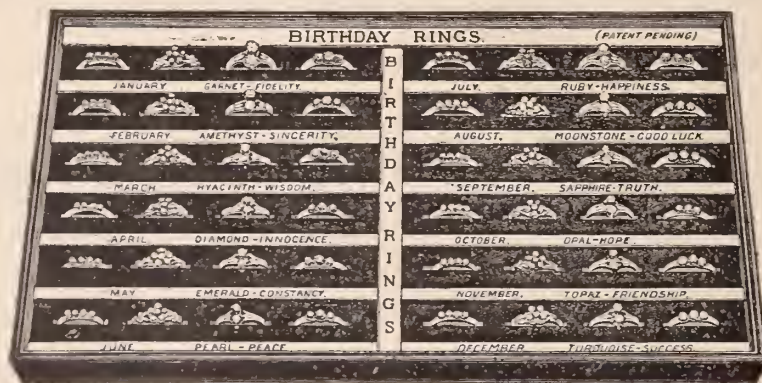 BIRTHDAY RINGS. (PATENT PENDING)
JANUARY GARNET-FIDELITY.
FEBRUARY AMETHYST-SINCERITY.
MARCH HYACINTH-WISDOM.
APRIL DIAMOND-INNOCENCE.
MAY EMERALD-CONSTANCY.
JUNE PEARL-PEACE.
BIRTHDAY RINGS
JULY. RUBY-HAPPINESS.
AUGUST. MOONSTONE-GOOD LUCK.
SEPTEMBER. SAPPHIRE-TRUTH.
OCTOBER. OPAL-HOPE.
NOVEMBER. TOPAZ-FRIENDSHIP.
DECEMBER TURQUOISE-SUCCESS.